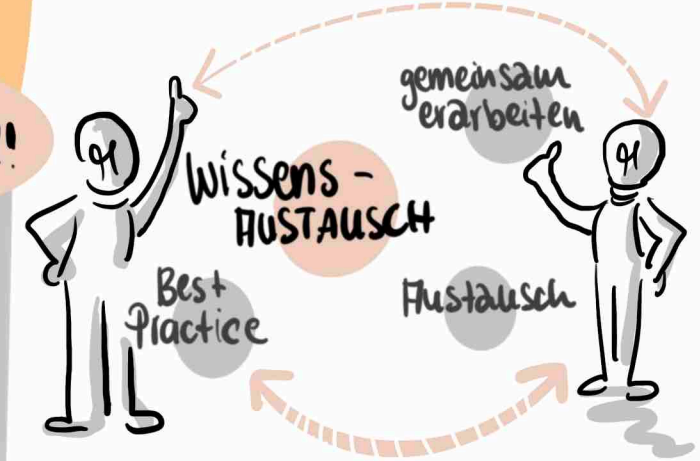 !
gemeinsam
erarbeiten
Wissens-
AUSTAUSCH
Best
Practice
Austausch